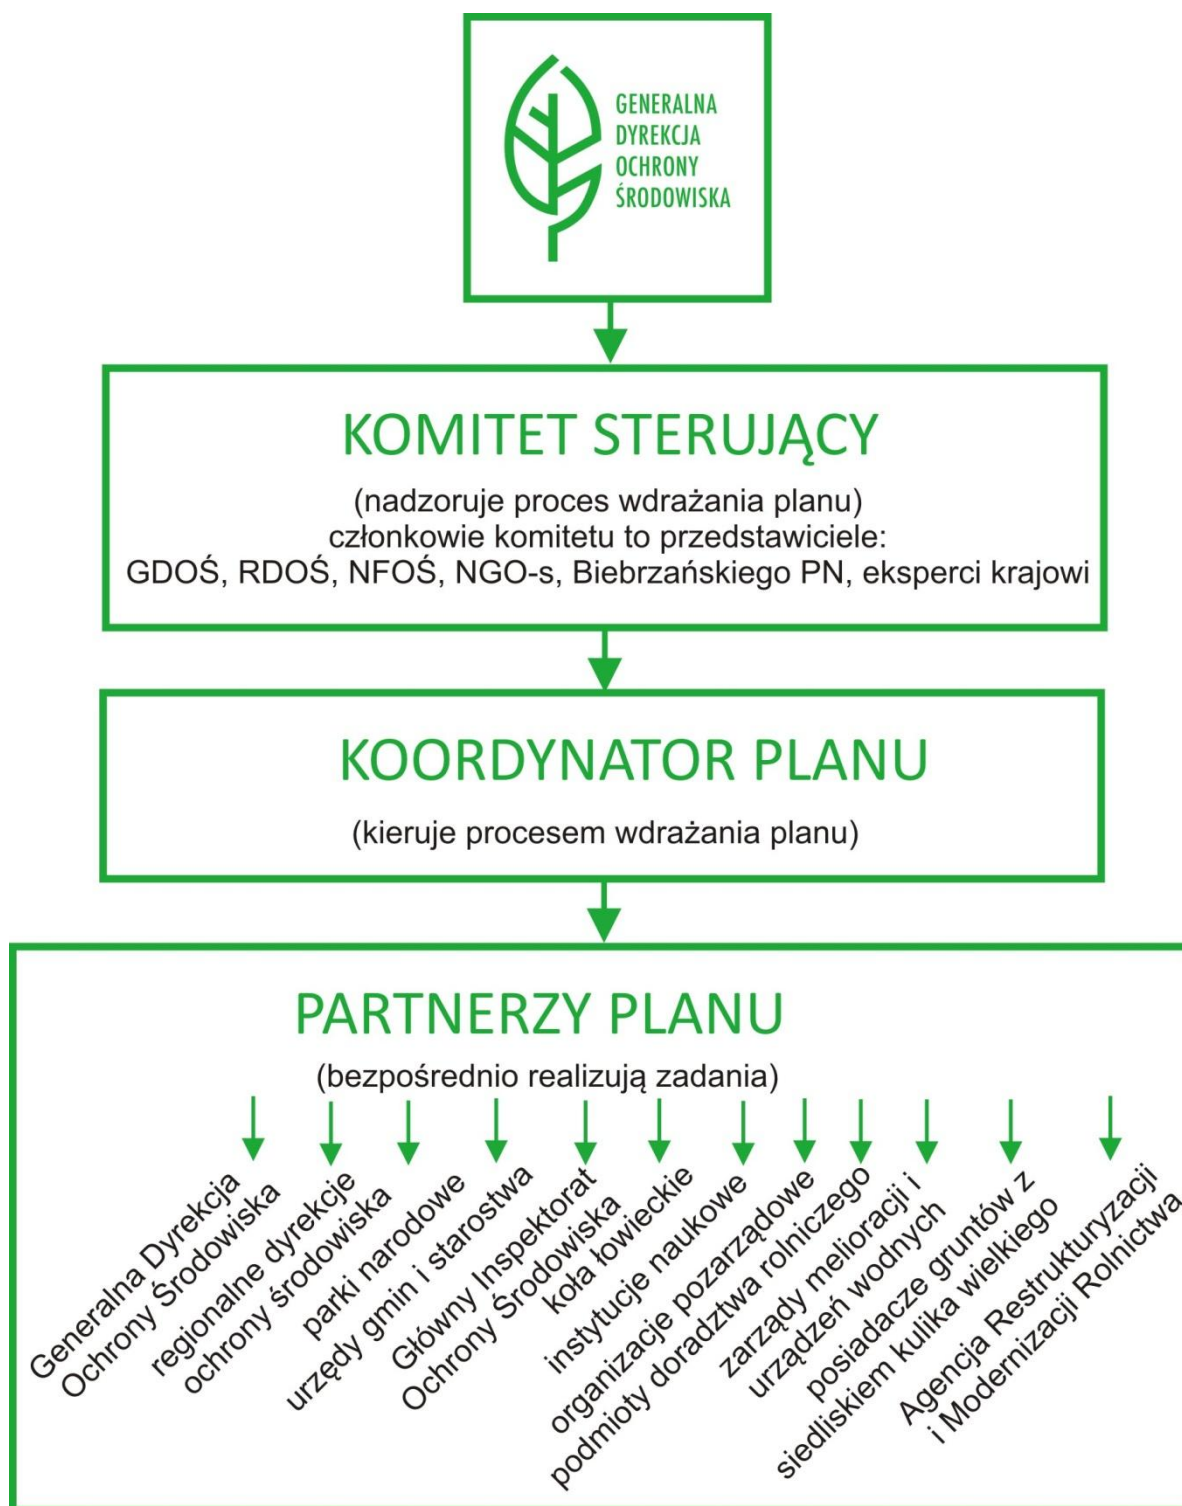 GENERALNA
DYREKCJA
OCHRONY
ŚRODOWISKA
KOMITET STERUJĄCY
(nadzoruje proces wdrażania planu)
członkowie komitetu to przedstawiciele:
GDOŚ, RDOŚ, NFOŚ, NGO-s, Biebrzańskiego PN, eksperci krajowi
KOORDYNATOR PLANU
(kieruje procesem wdrażania planu)
PARTNERZY PLANU
(bezpośrednio realizują zadania)
Generalna Dyrekcja
Ochrony Środowiska
regionalne dyrekcje
ochrony środowiska
parki narodowe
urzędy gmin i starostwa
Główny Inspektorat
Ochrony Środowiska
koła łowieckie
instytucje naukowe
organizacje pozarządowe
podmioty doradztwa rolniczego
zarządy melioracji i
urządzeń wodnych
posiadacze gruntów z
siedliskiem kulika wielkiego
Agencja Restrukturyzacji
i Modernizacji Rolnictwa